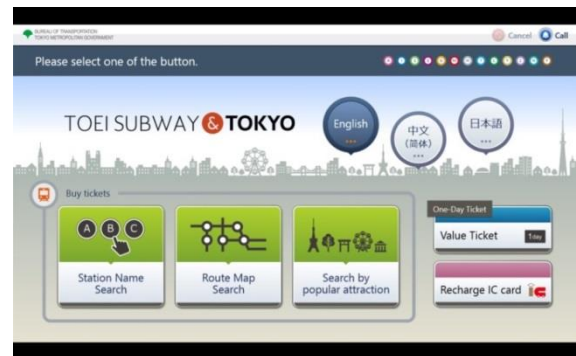 BUREAU OF TRANSPORTATION
TOKYO METROPOLITAN GOVERNMENT
Cancel
Call
Please select one of the button.
TOEI SUBWAY & TOKYO
English
中文
(简体)
日本語
Buy tickets
A B C
Station Name
Search
Route Map
Search
Search by
popular attraction
One-Day Ticket
Value Ticket
1day
Recharge IC card